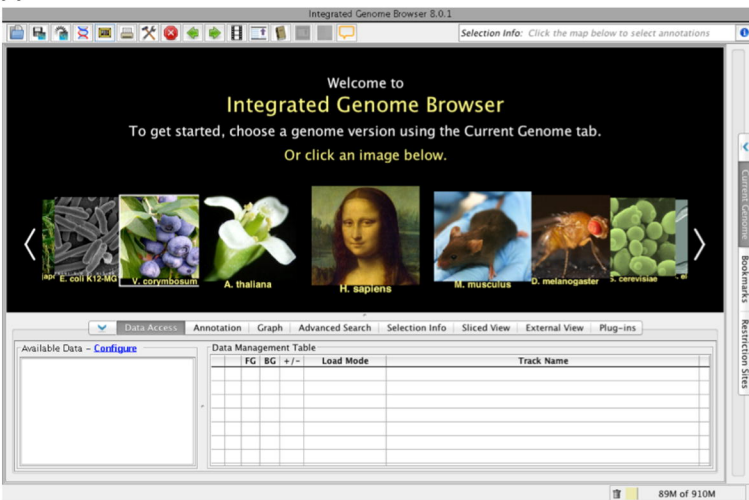 Integrated Genome Browser 8.0.1
Selection Info: Click the map below to select annotations
Welcome to
Integrated Genome Browser
To get started, choose a genome version using the Current Genome tab.
Or click an image below.
E. coli K12-MG
V. corymbosum
A. thaliana
H. sapiens
M. musculus
D. melanogaster
S. cerevisiae
Current Genome
Bookmarks
Restriction Sites
Data Access Annotation Graph Advanced Search Selection Info Sliced View External View Plug-ins
Available Data - Configure
Data Management Table
FG BG +/- Load Mode Track Name
89M of 910M